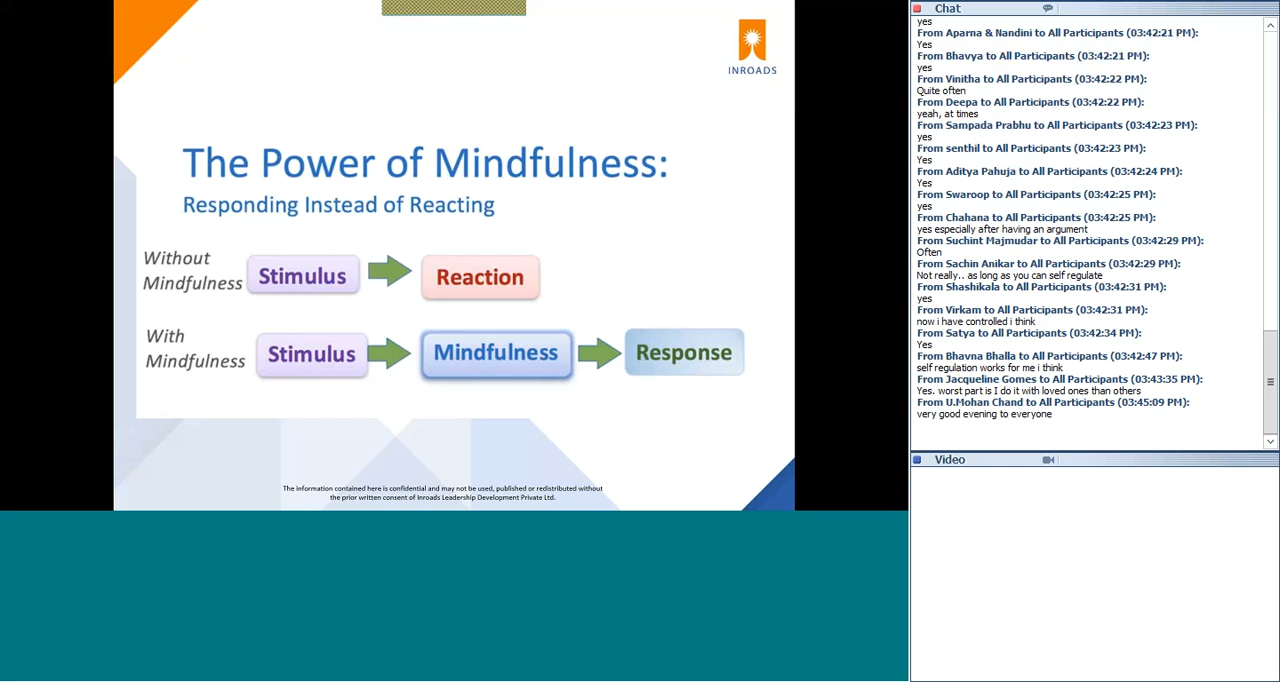 INROADS
The Power of Mindfulness:
Responding Instead of Reacting
Without
Mindfulness
Stimulus
Reaction
With
Mindfulness
Stimulus
Mindfulness
Response
The information contained here is confidential and may not be used, published or redistributed without
the prior written consent of Inroads Leadership Development Private Ltd.
Chat
yes
From Aparna & Nandini to All Participants (03:42:21 PM):
Yes
From Bhavya to All Participants (03:42:21 PM):
yes
From Vinitha to All Participants (03:42:22 PM):
Quite often
From Deepa to All Participants (03:42:22 PM):
yeah, at times
From Sampada Prabhu to All Participants (03:42:23 PM):
yes
From senthil to All Participants (03:42:23 PM):
Yes
From Aditya Pahuja to All Participants (03:42:24 PM):
Yes
From Swaroop to All Participants (03:42:25 PM):
yes
From Chahana to All Participants (03:42:25 PM):
yes especially after having an argument
From Suchint Majmudar to All Participants (03:42:29 PM):
Often
From Sachin Anikar to All Participants (03:42:29 PM):
Not really.. as long as you can self regulate
From Shashikala to All Participants (03:42:31 PM):
yes
From Virkam to All Participants (03:42:31 PM):
now i have controlled i think
From Satya to All Participants (03:42:34 PM):
Yes
From Bhavna Bhalla to All Participants (03:42:47 PM):
self regulation works for me i think
From Jacqueline Gomes to All Participants (03:43:35 PM):
Yes. worst part is I do it with loved ones than others
From U.Mohan Chand to All Participants (03:45:09 PM):
very good evening to everyone
Video